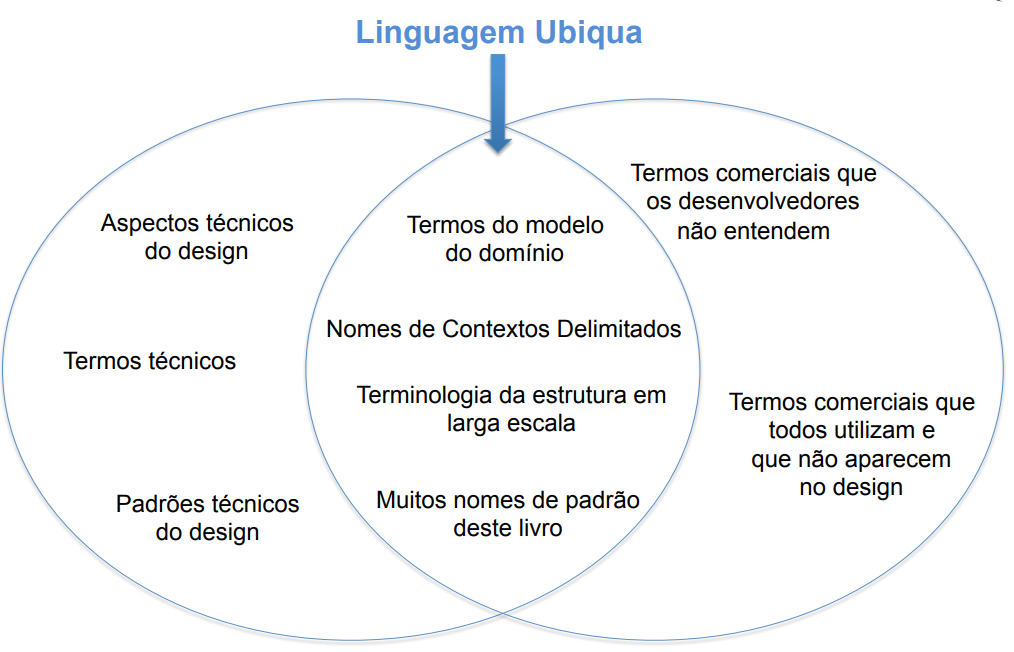 Linguagem Ubiqua
Aspectos técnicos
do design
Termos técnicos
Padrões técnicos
do design
Termos do modelo
do domínio
Nomes de Contextos Delimitados
Terminologia da estrutura em
larga escala
Muitos nomes de padrão
deste livro
Termos comerciais que
os desenvolvedores
não entendem
Termos comerciais que
todos utilizam e
que não aparecem
no design